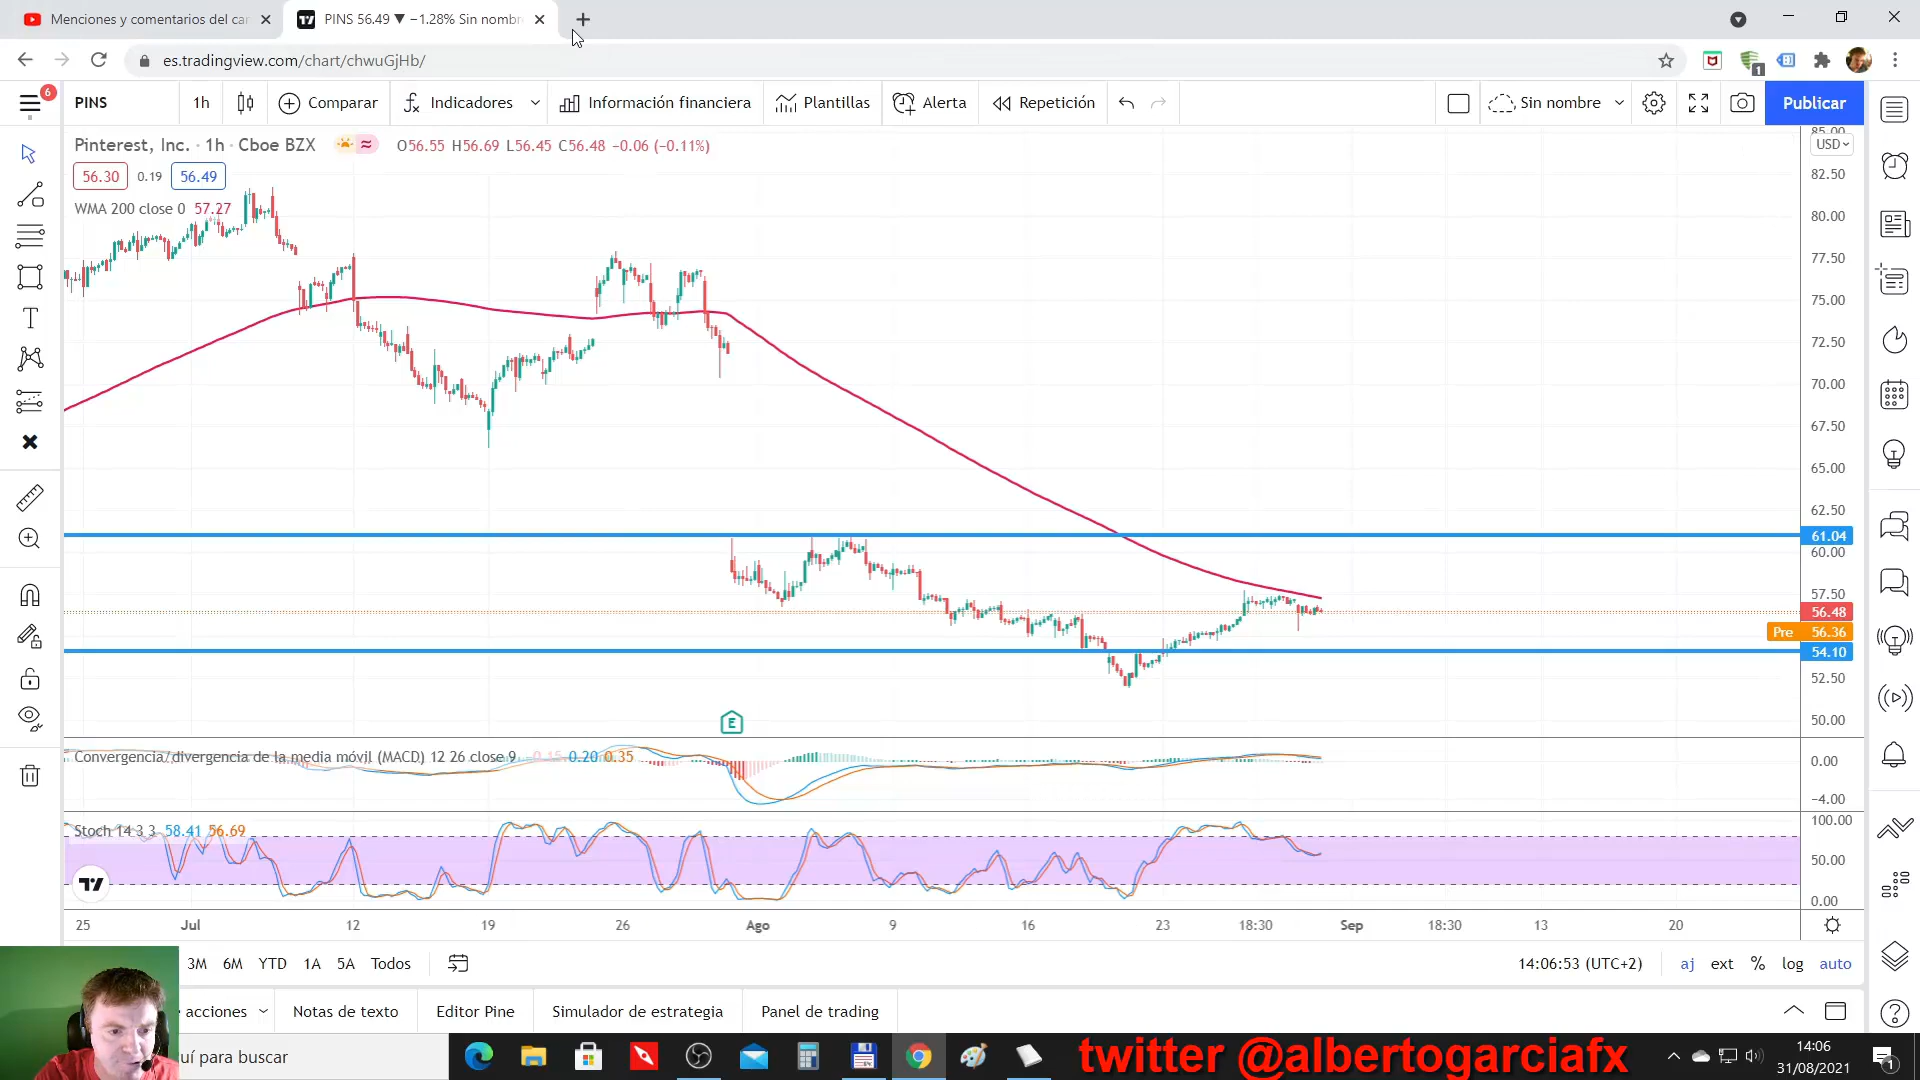 Menciones y comentarios del car
PINS 56.49 ▼ −1.28% Sin nombr
es.tradingview.com/chart/chwuGjHb/
6
PINS
1h
Comparar
Indicadores
Información financiera
Plantillas
Alerta
Repetición
Sin nombre
Publicar
1
Pinterest, Inc. · 1h · Cboe BZX
O56.55 H56.69 L56.45 C56.48 −0.06 (−0.11%)
56.30 0.19 56.49
WMA 200 close 0 57.27
USD
85.00
82.50
80.00
77.50
75.00
72.50
70.00
67.50
65.00
62.50
61.04
60.00
57.50
56.48
Pre 56.36
54.10
52.50
50.00
E
Convergencia/divergencia de la media móvil (MACD) 12 26 close 9 −0.15 0.20 0.35
0.00
−4.00
Stoch 14 3 3 58.41 56.69
100.00
50.00
0.00
25 Jul 12 19 26 Ago 9 16 23 18:30 Sep 18:30 13 20
3M 6M YTD 1A 5A Todos
14:06:53 (UTC+2) aj ext % log auto
acciones Notas de texto Editor Pine Simulador de estrategia Panel de trading
uí para buscar
twitter @albertogarciafx
14:06
31/08/2021
1